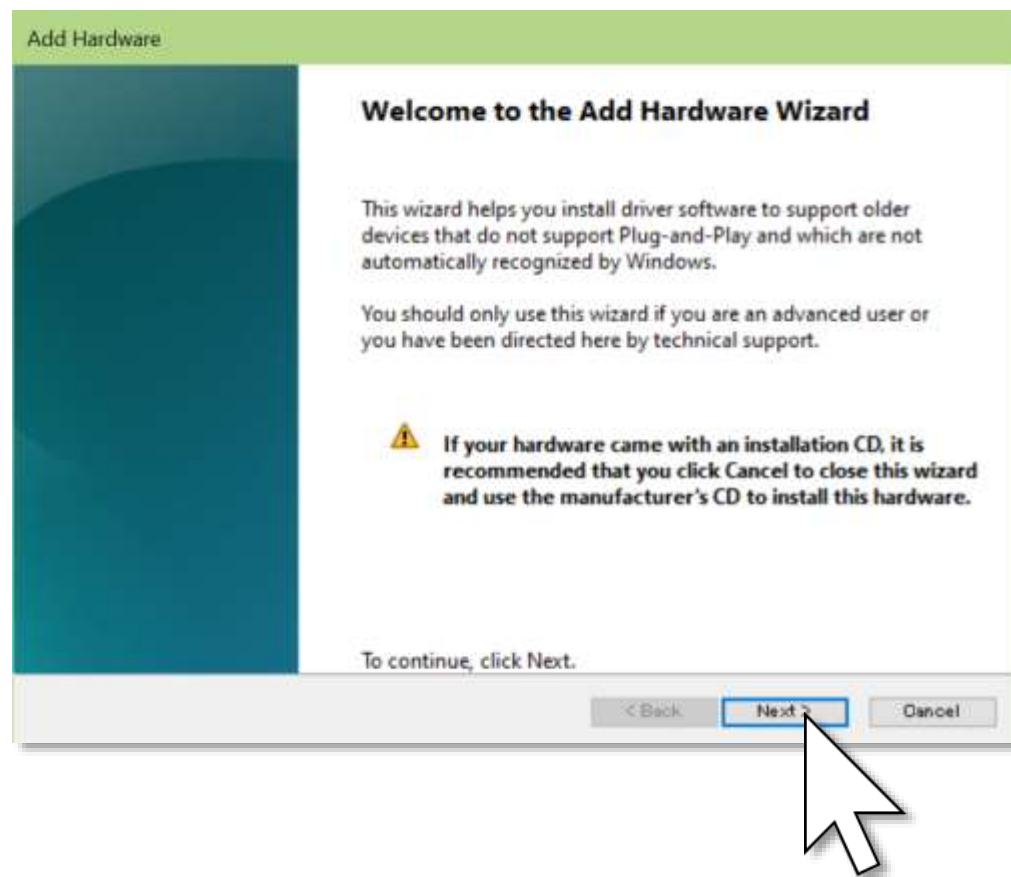 Add Hardware
Welcome to the Add Hardware Wizard
This wizard helps you install driver software to support older
devices that do not support Plug-and-Play and which are not
automatically recognized by Windows.
You should only use this wizard if you are an advanced user or
you have been directed here by technical support.
If your hardware came with an installation CD, it is
recommended that you click Cancel to close this wizard
and use the manufacturer's CD to install this hardware.
To continue, click Next.
< Back Next > Cancel